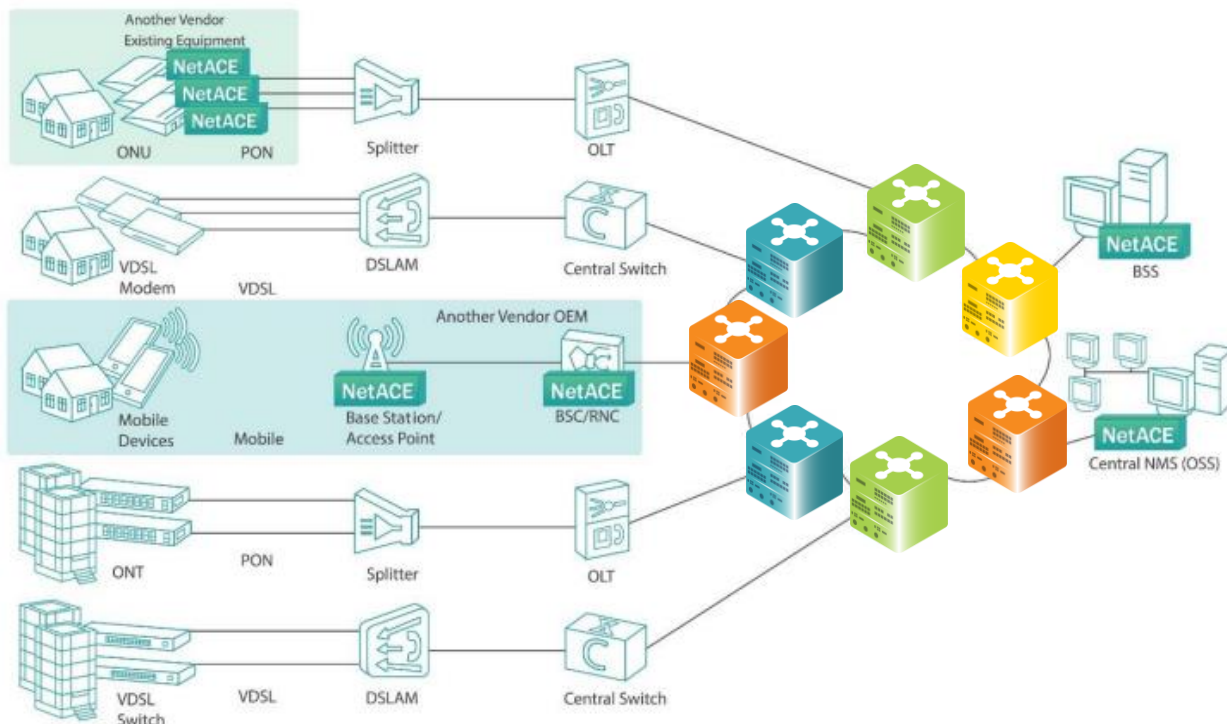 Another Vendor
Existing Equipment
NetACE
NetACE
NetACE
ONU
PON
Splitter
OLT
VDSL
Modem
VDSL
DSLAM
Central Switch
NetACE
BSS
Another Vendor OEM
Mobile
Devices
Mobile
NetACE
Base Station/
Access Point
NetACE
BSC/RNC
NetACE
Central NMS (OSS)
ONT
PON
Splitter
OLT
VDSL
Switch
VDSL
DSLAM
Central Switch